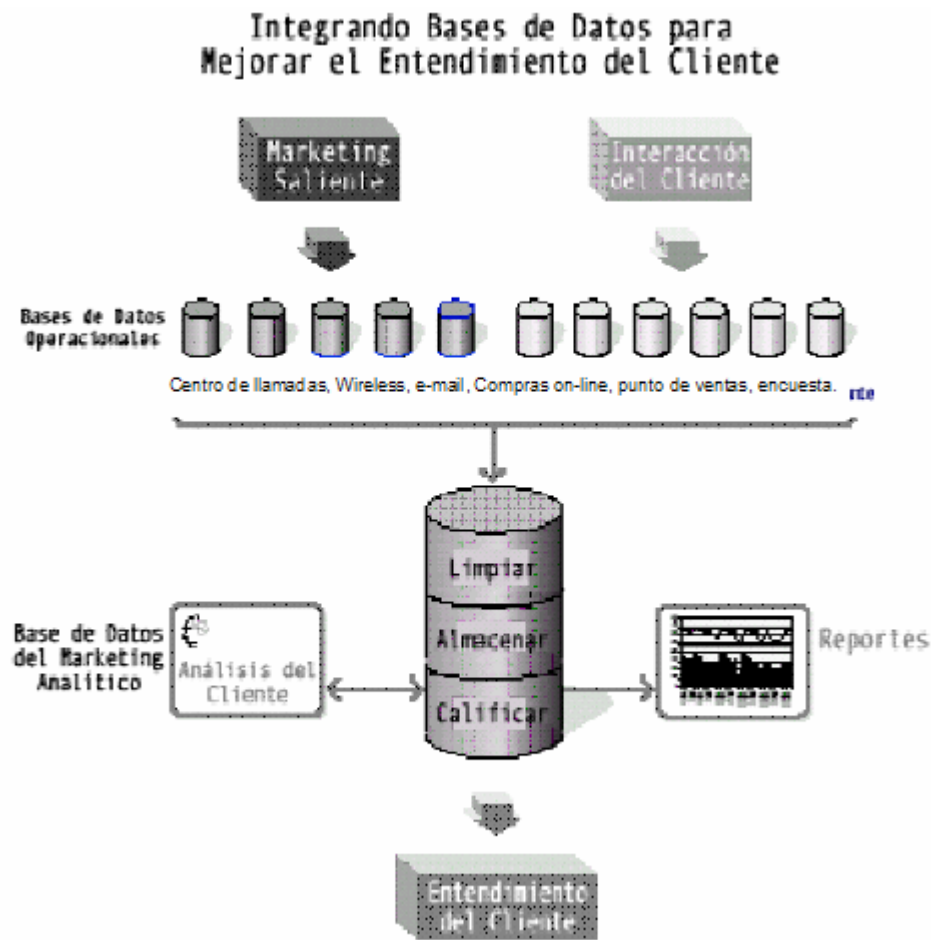 Integrando Bases de Datos para
Mejorar el Entendimiento del Cliente
Marketing
Saliente
Interacción
del Cliente
Bases de Datos
Operacionales
Centro de llamadas, Wireless, e-mail, Compras on-line, punto de ventas, encuesta.
nte
Limpiar
Almacenar
Calificar
Base de Datos
del Marketing
Analítico
Análisis del
Cliente
Reportes
Entendimiento
del Cliente